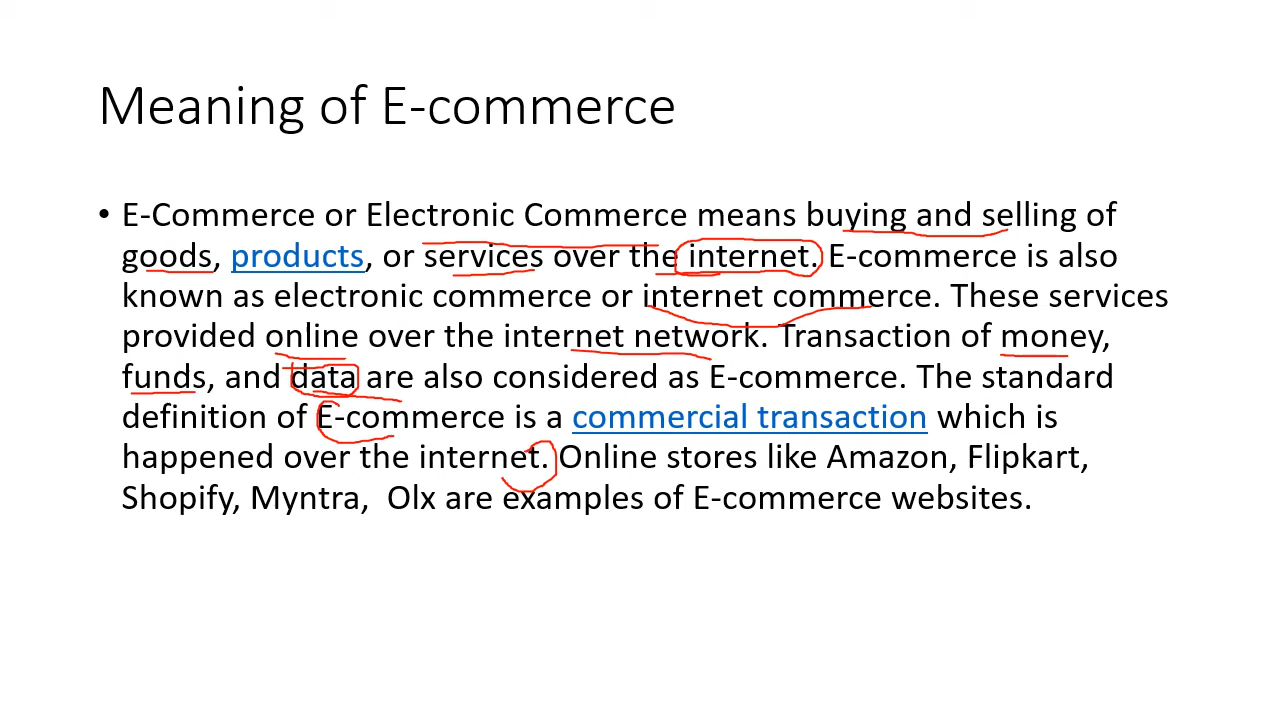 Meaning of E-commerce
• E-Commerce or Electronic Commerce means buying and selling of
goods, products, or services over the internet. E-commerce is also
known as electronic commerce or internet commerce. These services
provided online over the internet network. Transaction of money,
funds, and data are also considered as E-commerce. The standard
definition of E-commerce is a commercial transaction which is
happened over the internet. Online stores like Amazon, Flipkart,
Shopify, Myntra, Olx are examples of E-commerce websites.